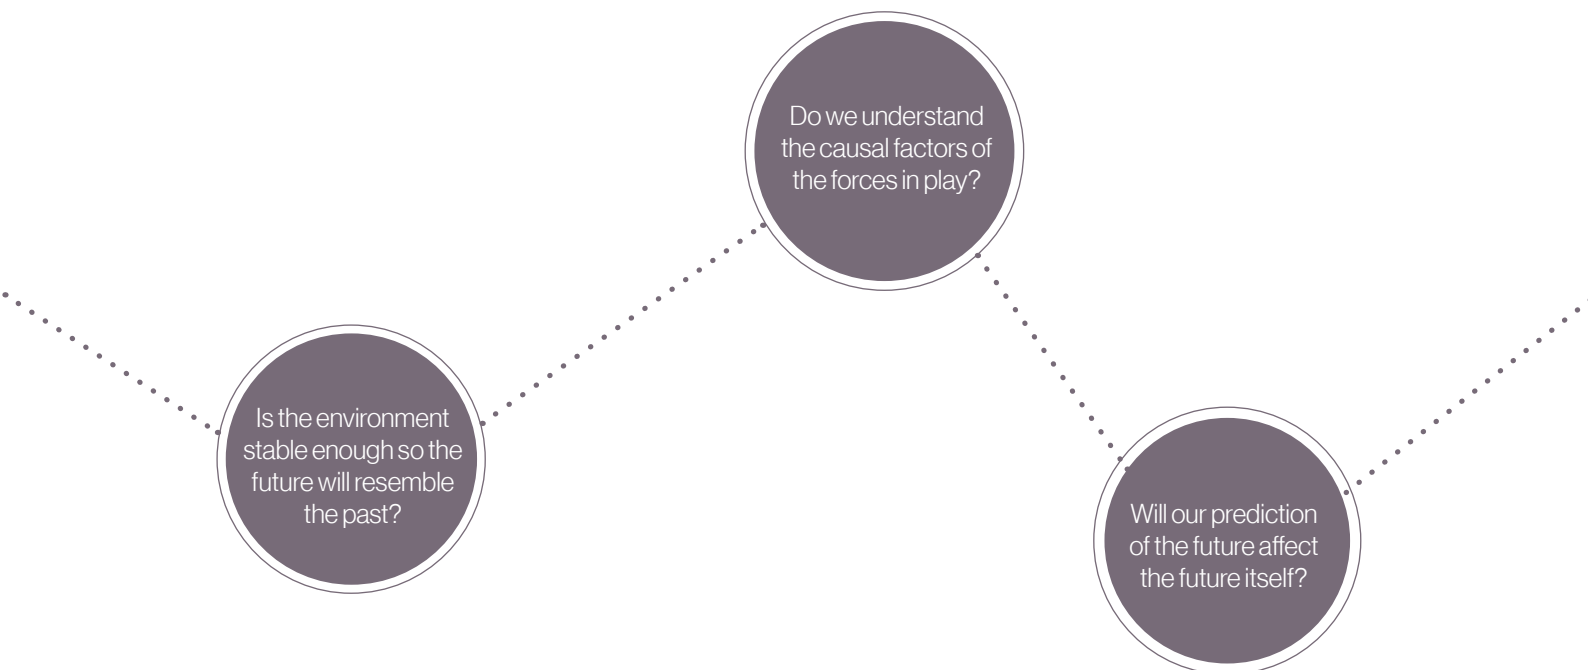 Is the environment
stable enough so the
future will resemble
the past?
Do we understand
the causal factors of
the forces in play?
Will our prediction
of the future affect
the future itself?